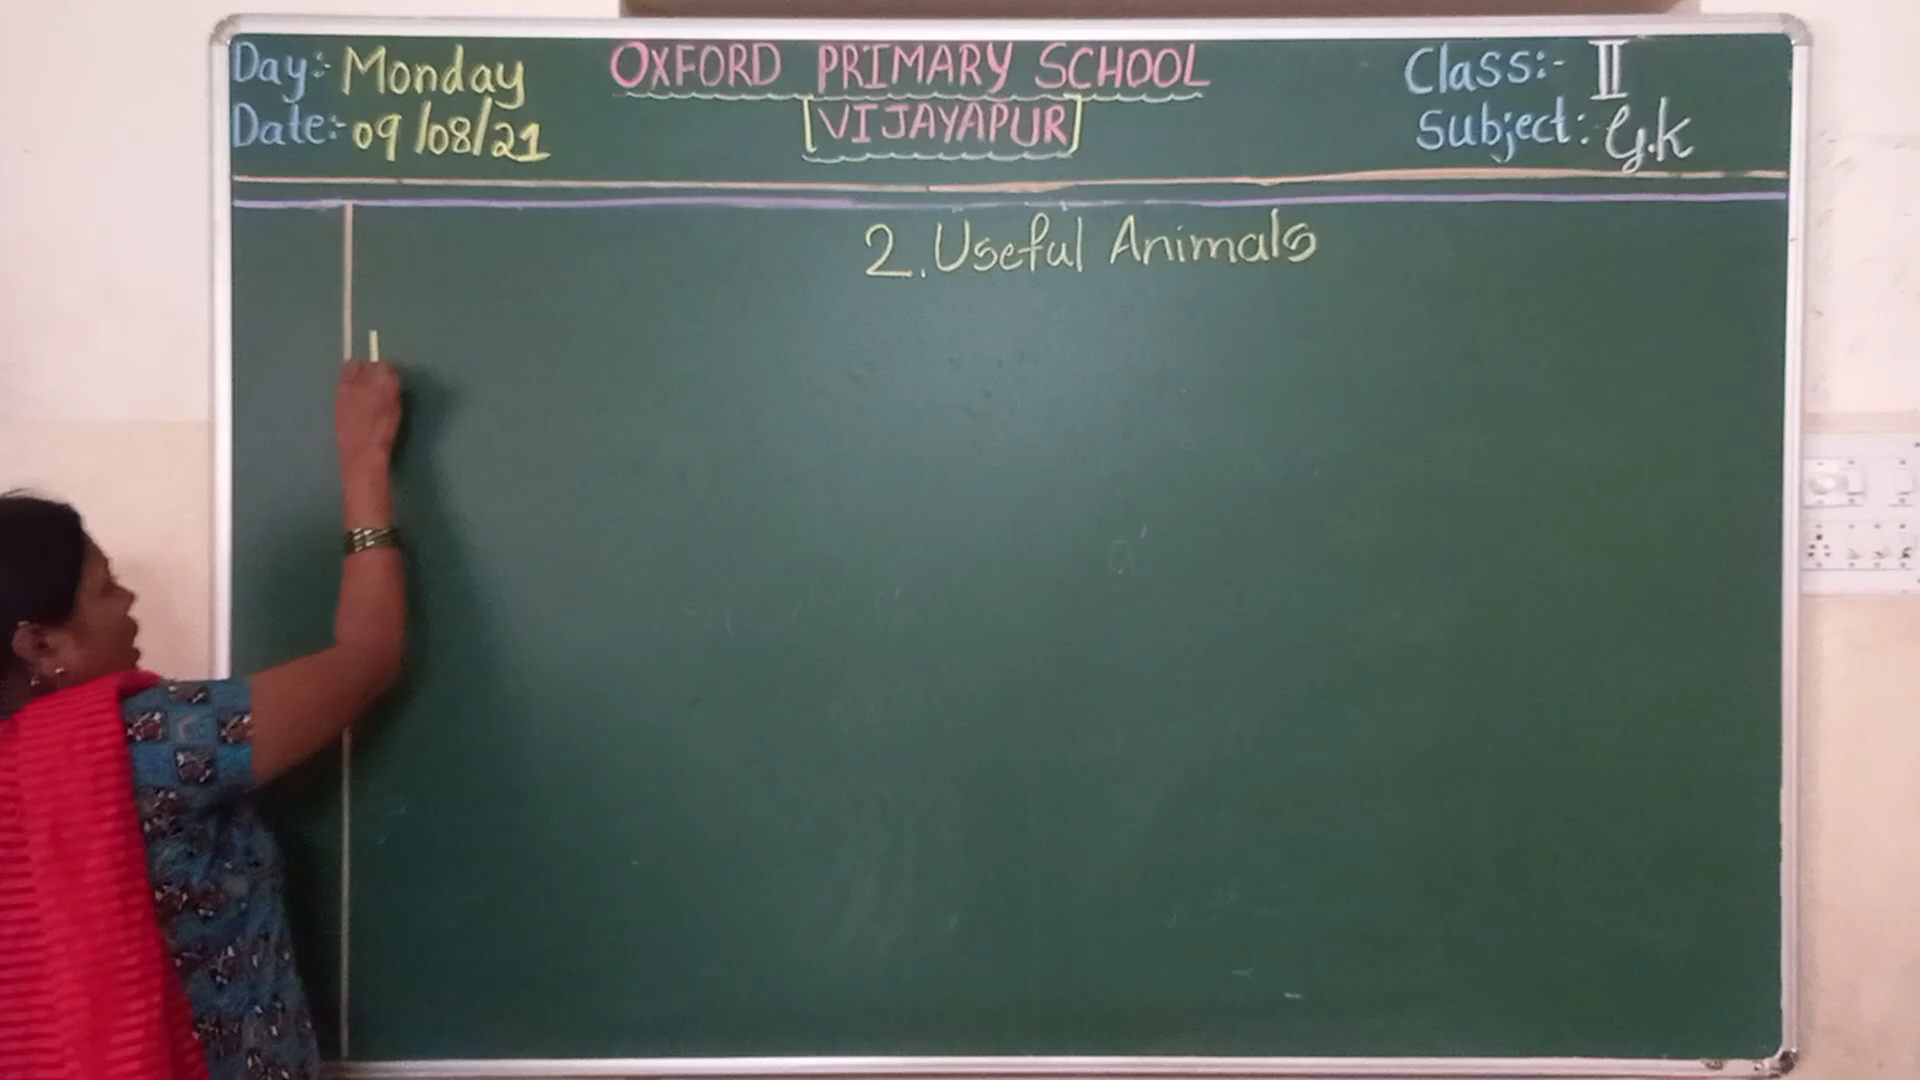 Day:- Monday
OXFORD PRIMARY SCHOOL
Class:- II
Date:- 09/08/21
[VIJAYAPUR]
Subject: G.K
2. Useful Animals